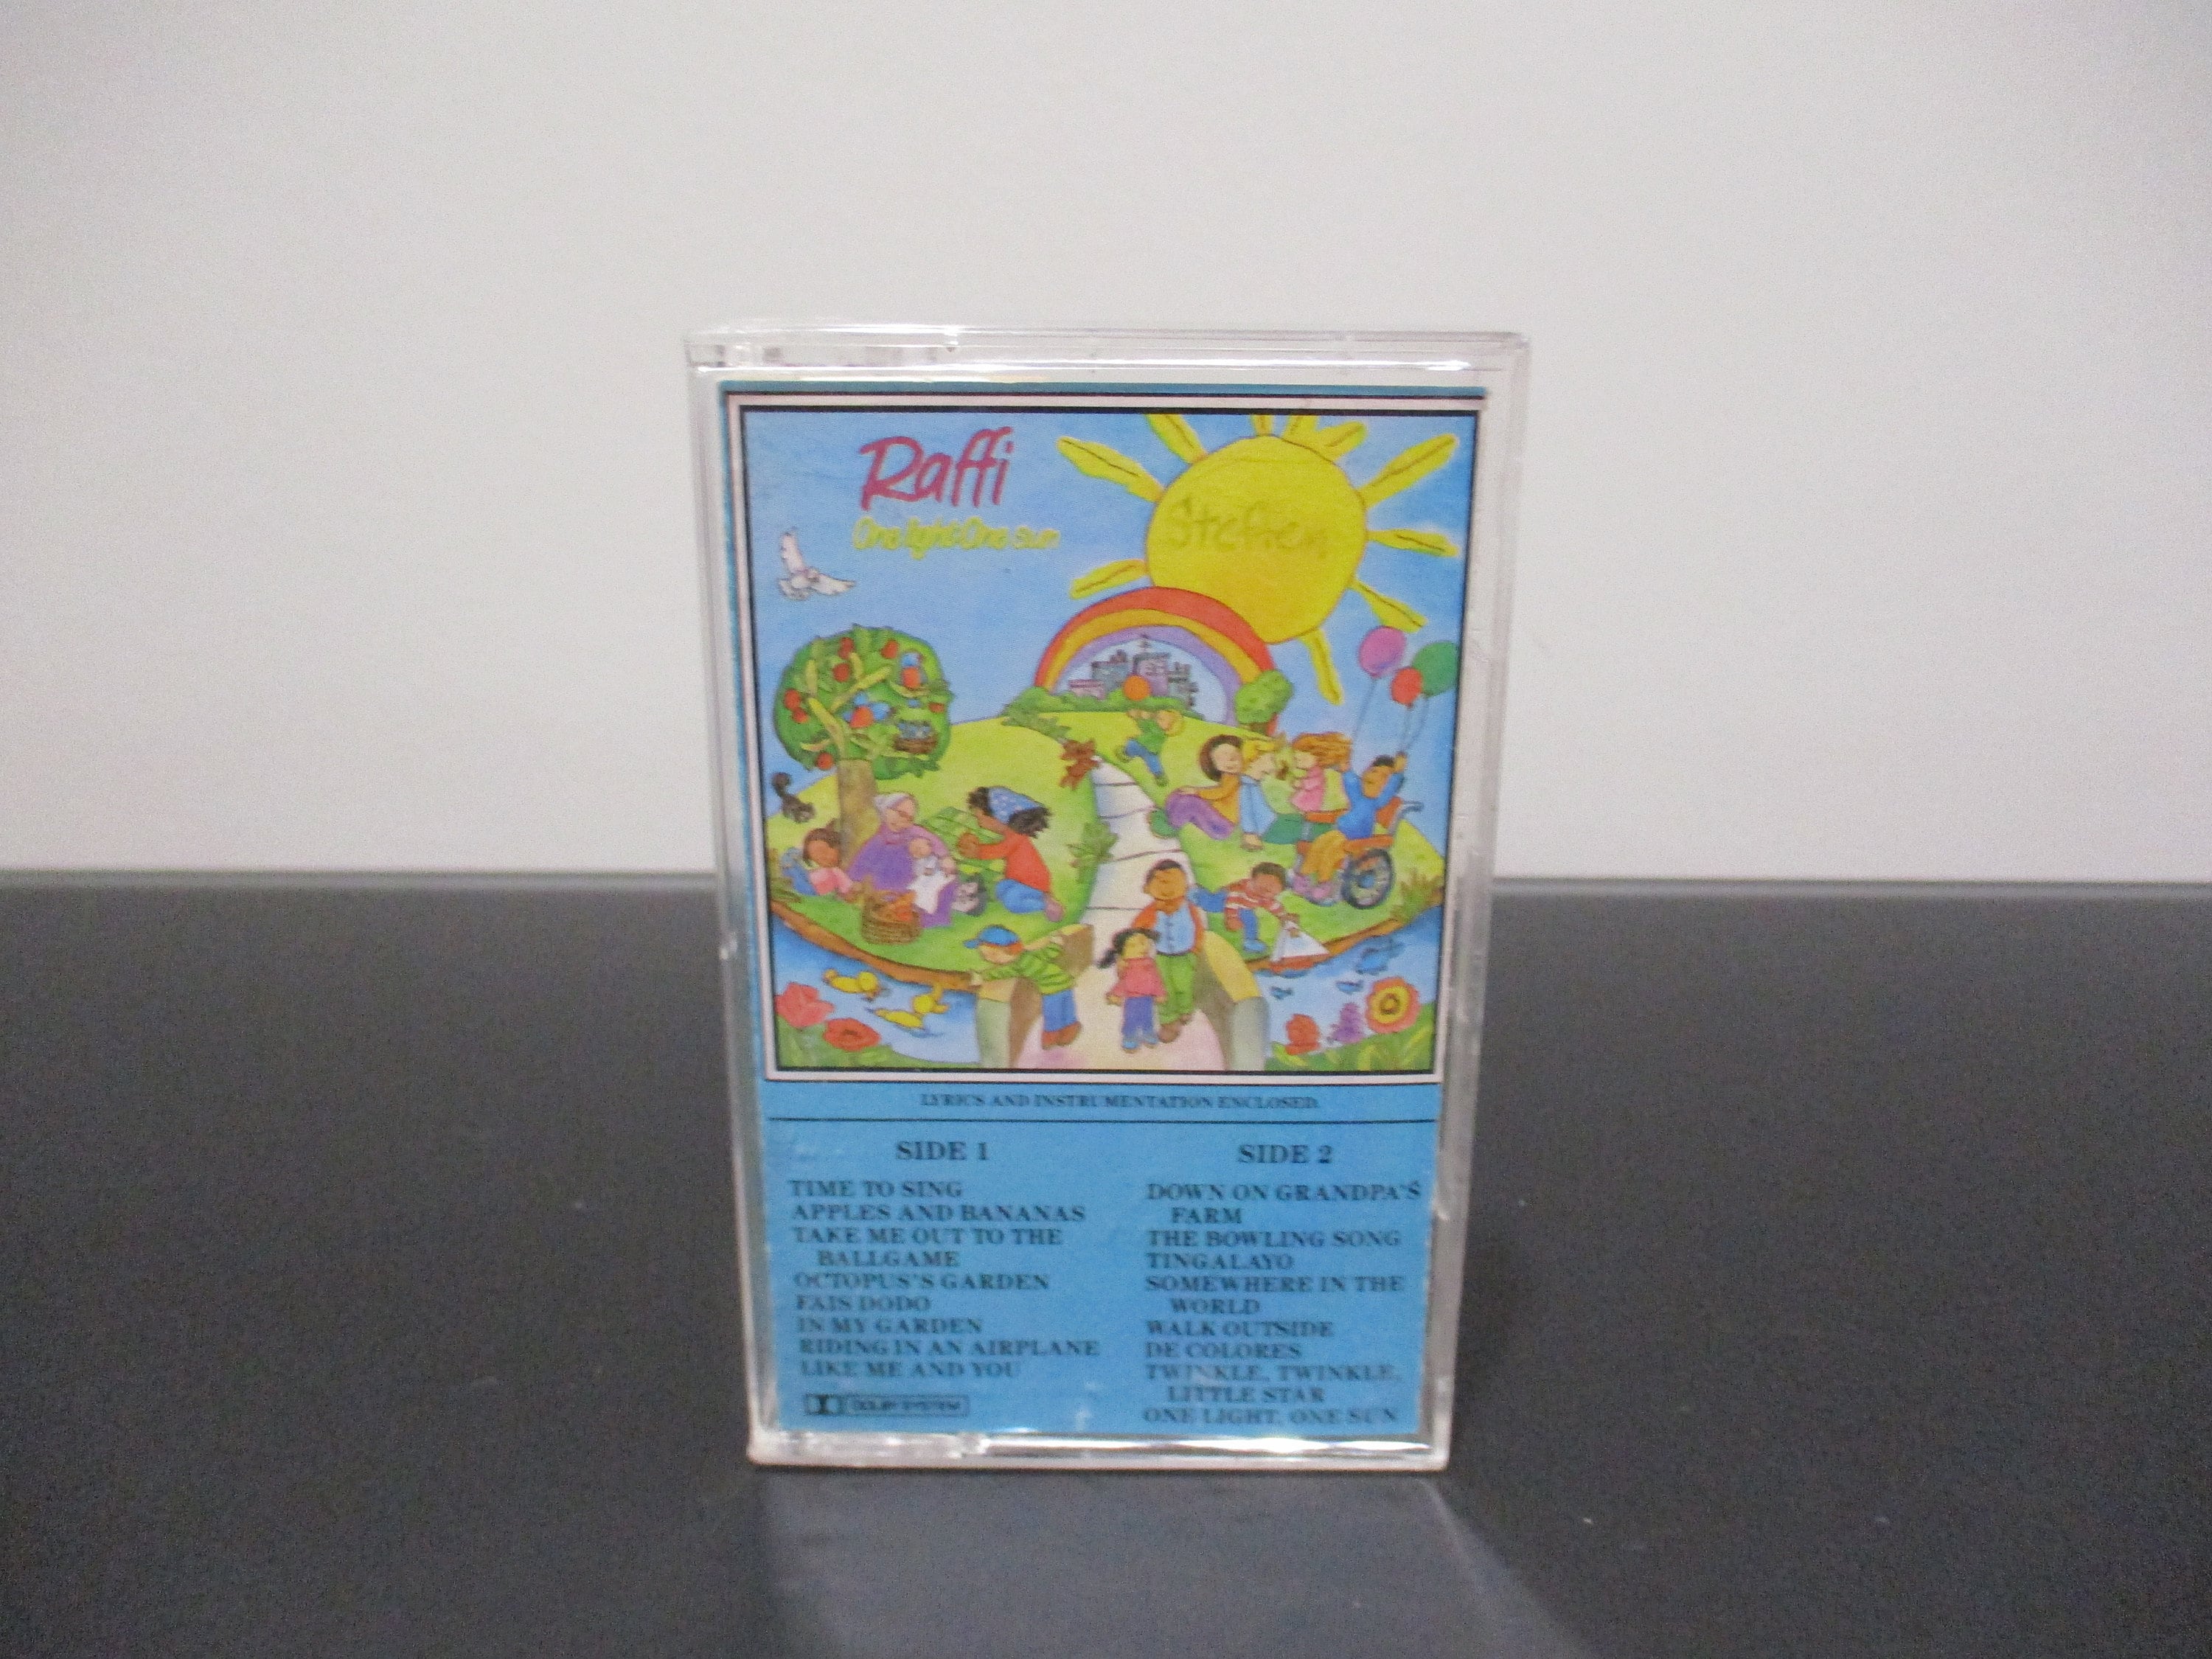 Raffi
One Light One Sun
Stephen
LYRICS AND INSTRUMENTATION ENCLOSED.
SIDE 1
TIME TO SING
APPLES AND BANANAS
TAKE ME OUT TO THE
BALLGAME
OCTOPUS'S GARDEN
FAIS DODO
IN MY GARDEN
RIDING IN AN AIRPLANE
LIKE ME AND YOU
DOLBY SYSTEM
SIDE 2
DOWN ON GRANDPA'S
FARM
THE BOWLING SONG
TINGALAYO
SOMEWHERE IN THE
WORLD
WALK OUTSIDE
DE COLORES
TWINKLE, TWINKLE,
LITTLE STAR
ONE LIGHT, ONE SUN